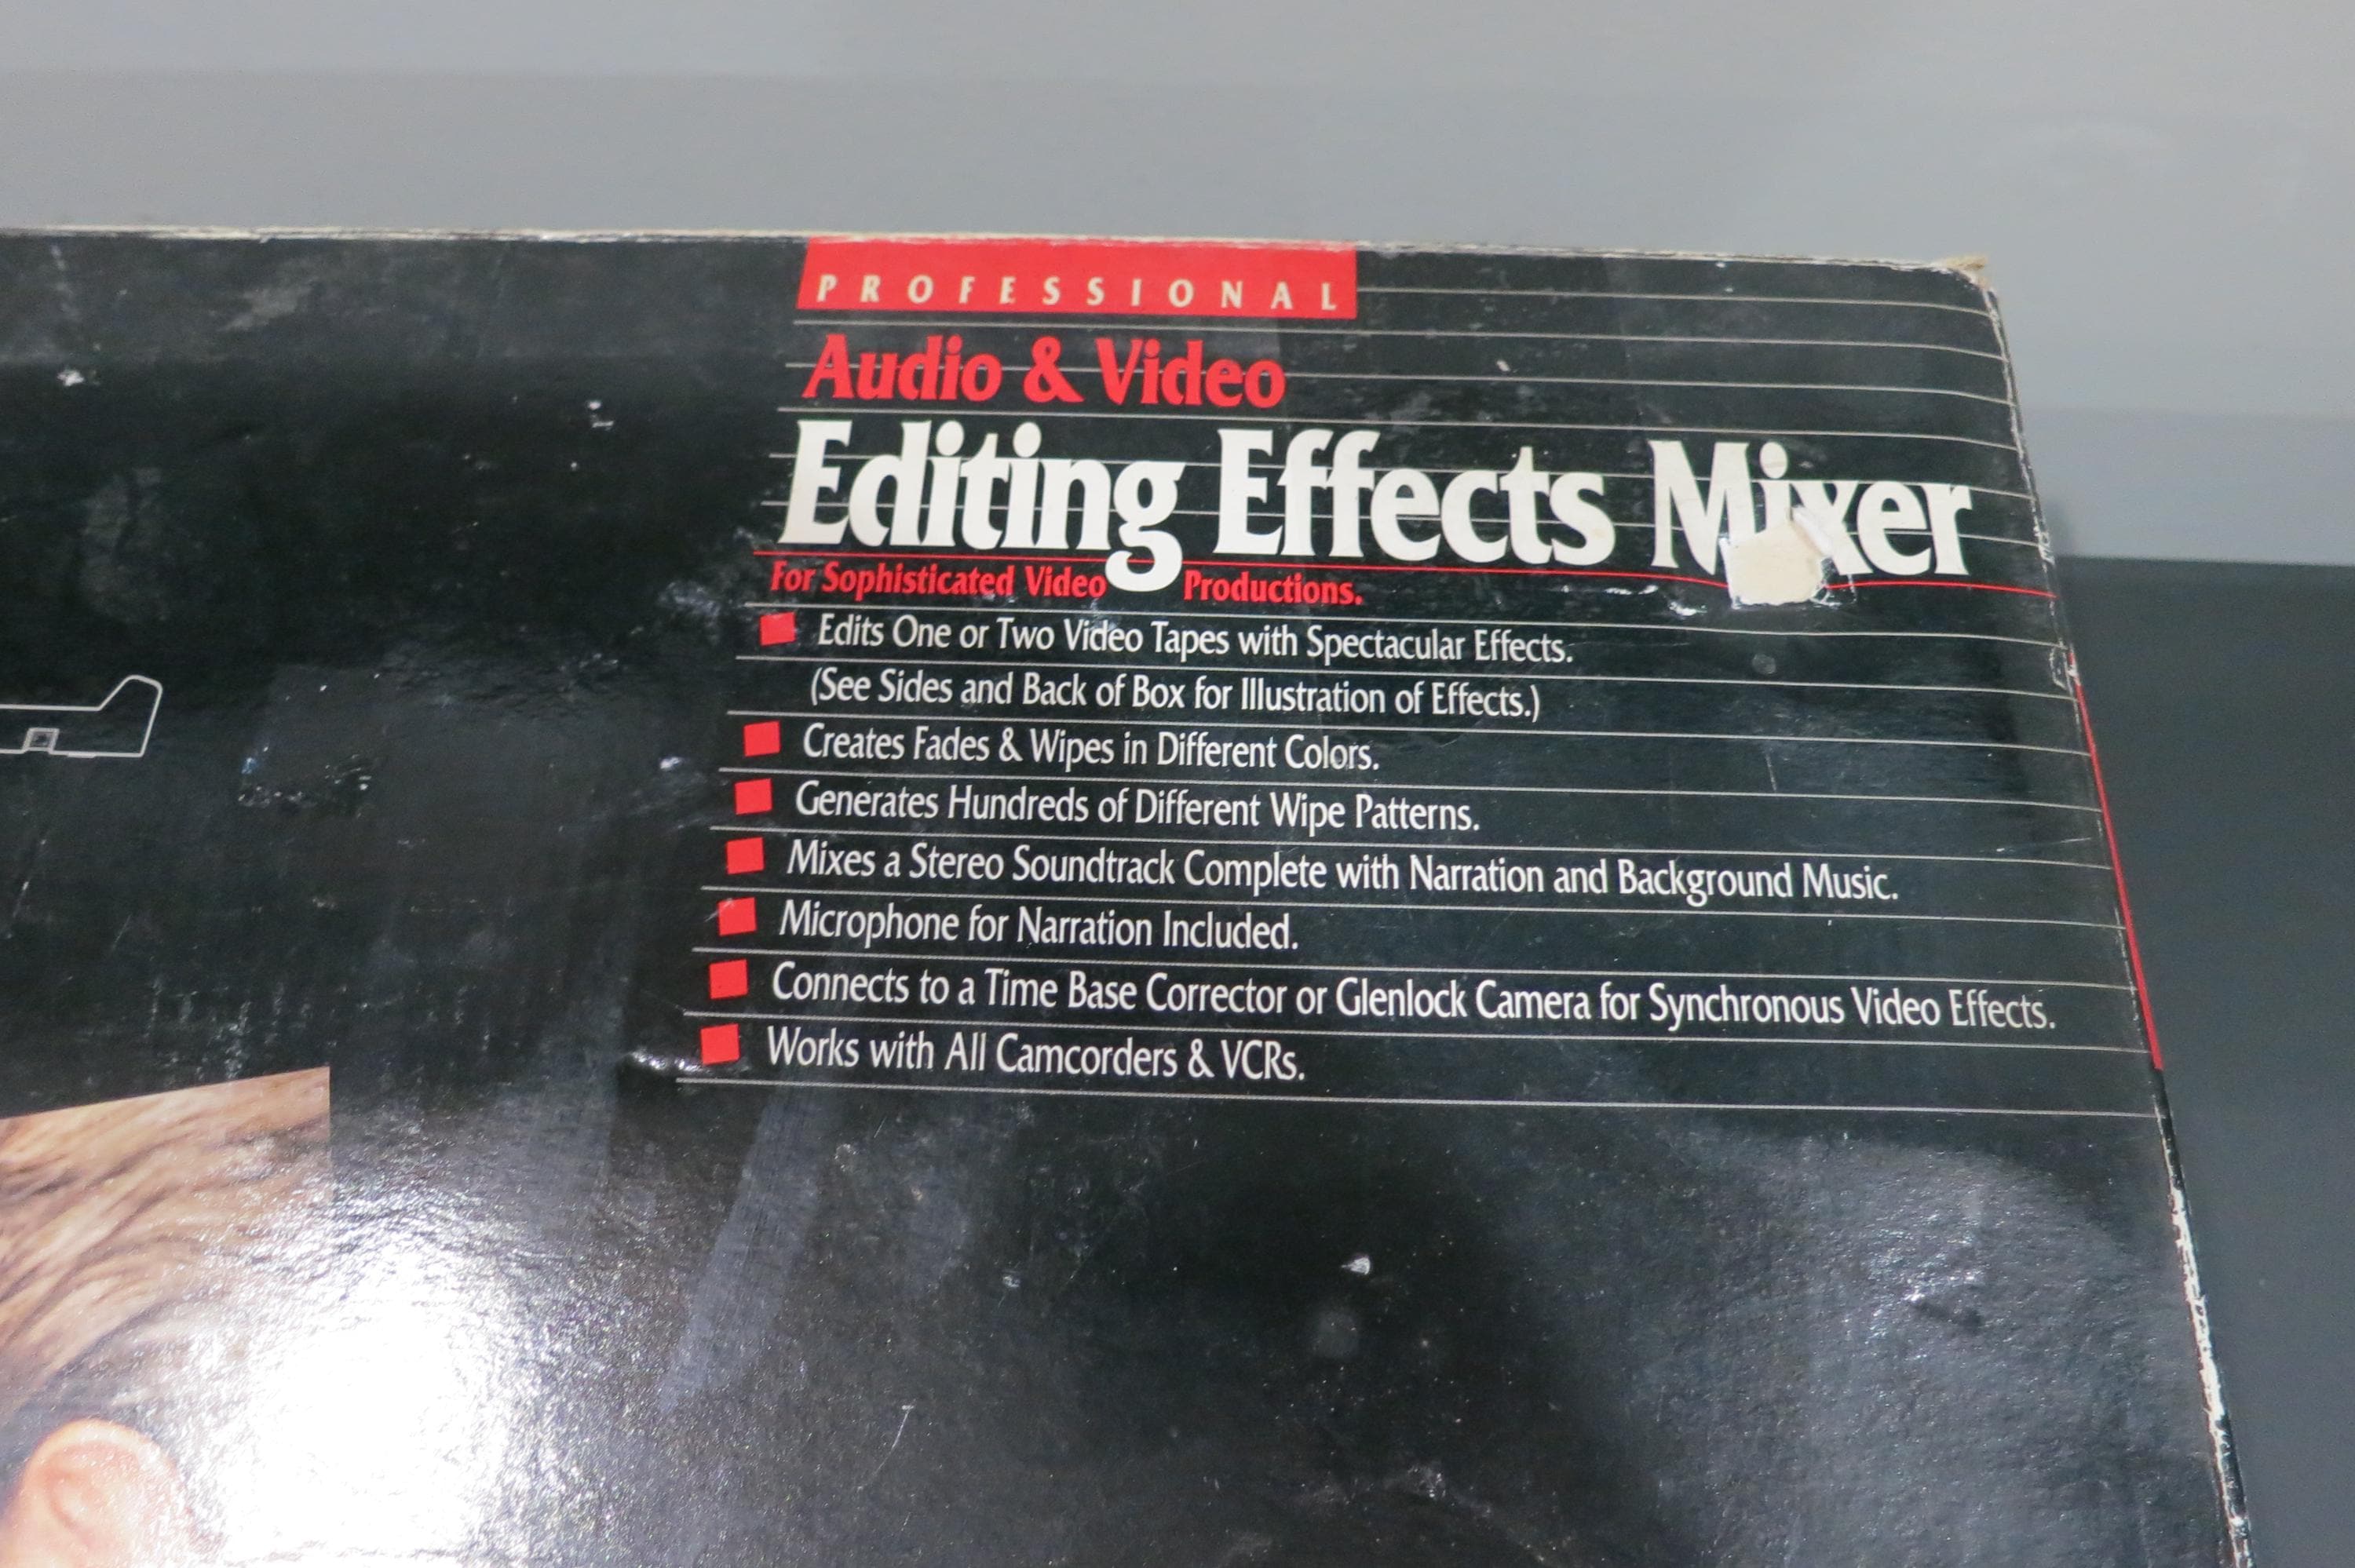 PROFESSIONAL
Audio & Video
Editing Effects Mixer
For Sophisticated Video Productions.
Edits One or Two Video Tapes with Spectacular Effects.
(See Sides and Back of Box for Illustration of Effects.)
Creates Fades & Wipes in Different Colors.
Generates Hundreds of Different Wipe Patterns.
Mixes a Stereo Soundtrack Complete with Narration and Background Music.
Microphone for Narration Included.
Connects to a Time Base Corrector or Glenlock Camera for Synchronous Video Effects.
Works with All Camcorders & VCRs.